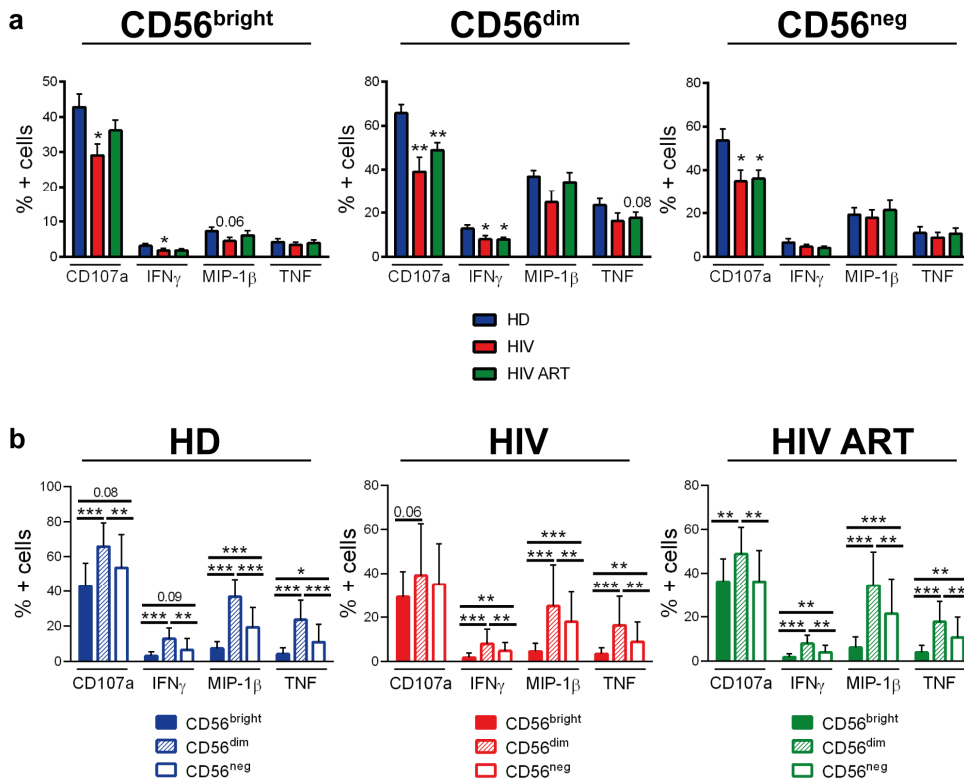 a
CD56bright
CD56dim
CD56neg
% + cells
50
40
30
20
10
0
*
*
0.06
CD107a IFNγ MIP-1β TNF
% + cells
80
60
40
20
0
**
**
* *
0.08
CD107a IFNγ MIP-1β TNF
% + cells
80
60
40
20
0
* *
CD107a IFNγ MIP-1β TNF
HD
HIV
HIV ART
b
HD
HIV
HIV ART
% + cells
100
80
60
40
20
0
0.08
*** **
0.09
*** **
***
*** ***
*
*** ***
CD107a IFNγ MIP-1β TNF
CD56bright
CD56dim
CD56neg
% + cells
80
60
40
20
0
0.06
**
*** **
***
*** **
**
*** **
CD107a IFNγ MIP-1β TNF
CD56bright
CD56dim
CD56neg
% + cells
80
60
40
20
0
** **
**
*** **
***
*** **
**
*** **
CD107a IFNγ MIP-1β TNF
CD56bright
CD56dim
CD56neg